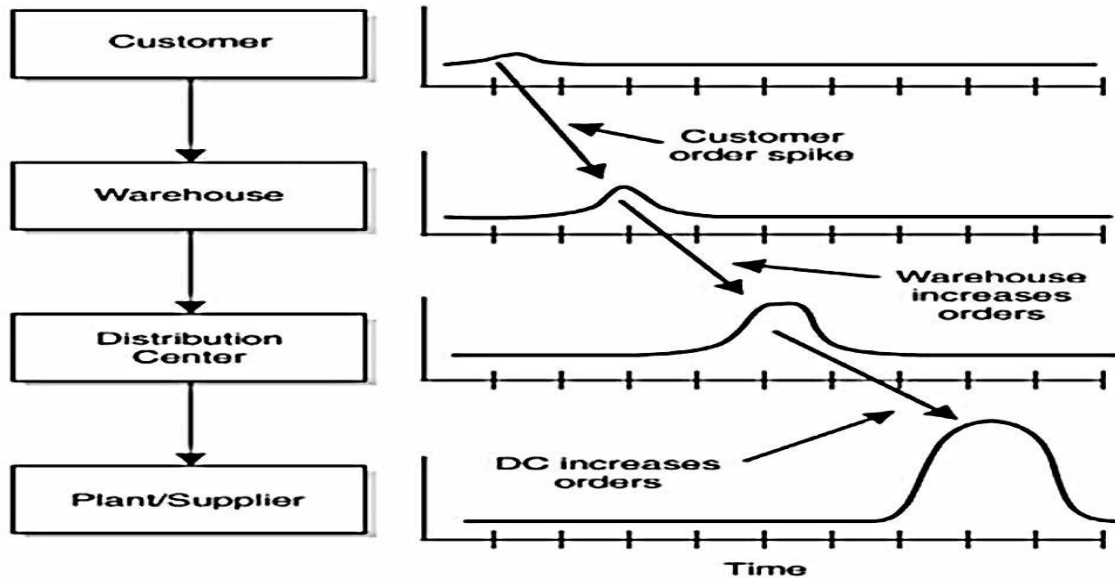 Customer
Customer
order spike
Warehouse
Warehouse
increases
orders
Distribution
Center
DC increases
orders
Plant/Supplier
Time